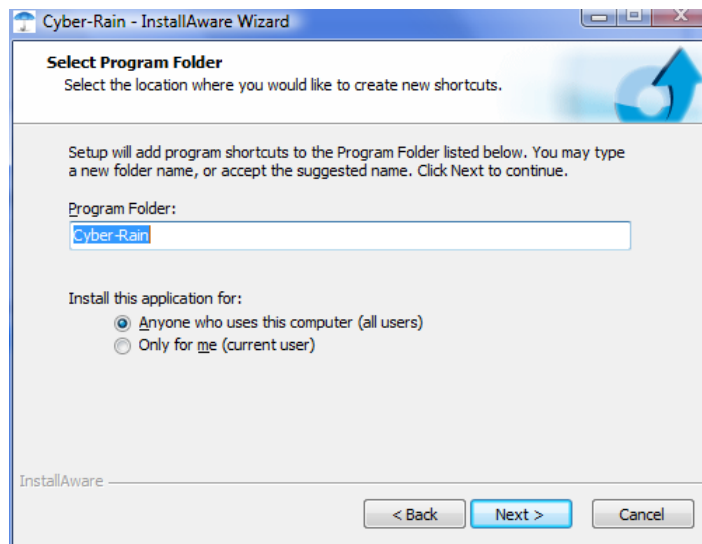 Cyber-Rain - InstallAware Wizard
Select Program Folder
Select the location where you would like to create new shortcuts.
Setup will add program shortcuts to the Program Folder listed below. You may type
a new folder name, or accept the suggested name. Click Next to continue.
Program Folder:
Cyber-Rain
Install this application for:
Anyone who uses this computer (all users)
Only for me (current user)
InstallAware
< Back Next > Cancel